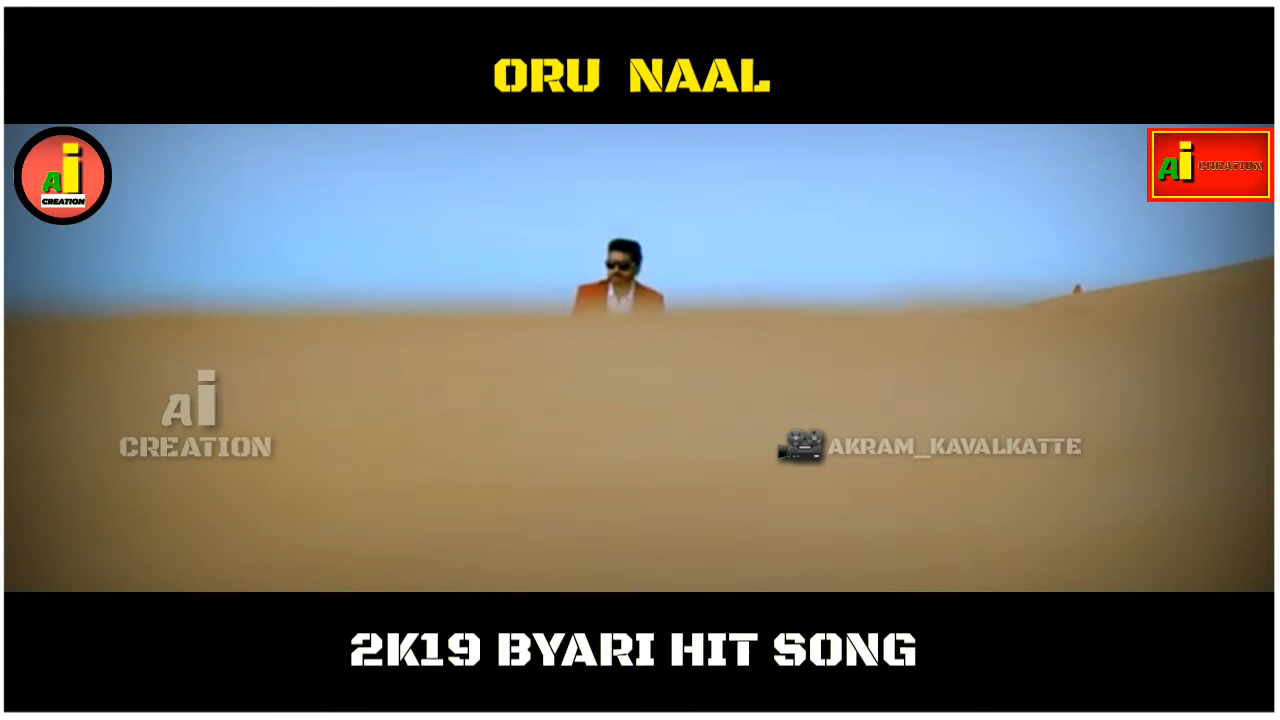 ORU NAAL
Ai
CREATION
Ai CREATION
Ai
CREATION
AKRAM_KAVALKATTE
2K19 BYARI HIT SONG